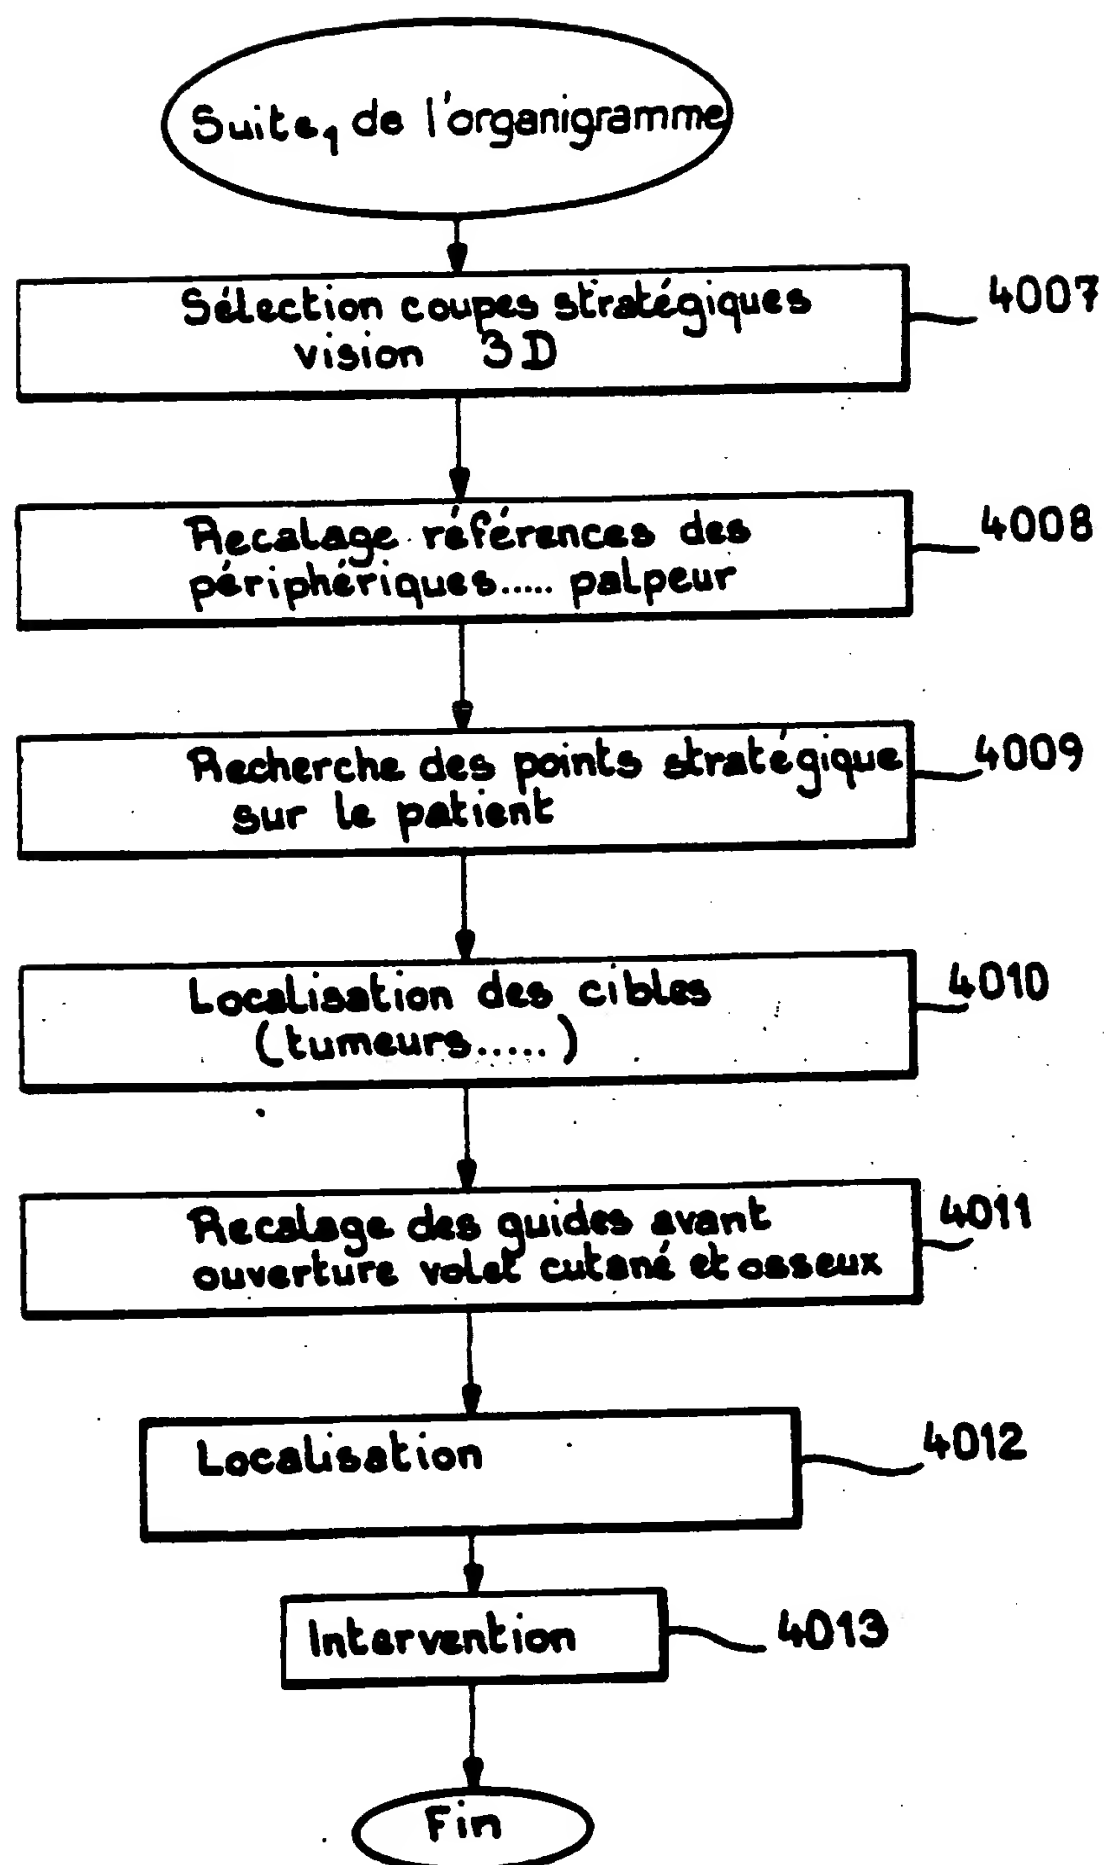 Suite₁ de l'organigramme
Sélection coupes stratégiques
vision 3D
4007
Recalage références des
périphériques..... palpeur
4008
Recherche des points stratégique
sur le patient
4009
Localisation des cibles
(tumeurs.....)
4010
Recalage des guides avant
ouverture volet cutané et osseux
4011
Localisation
4012
Intervention
4013
Fin